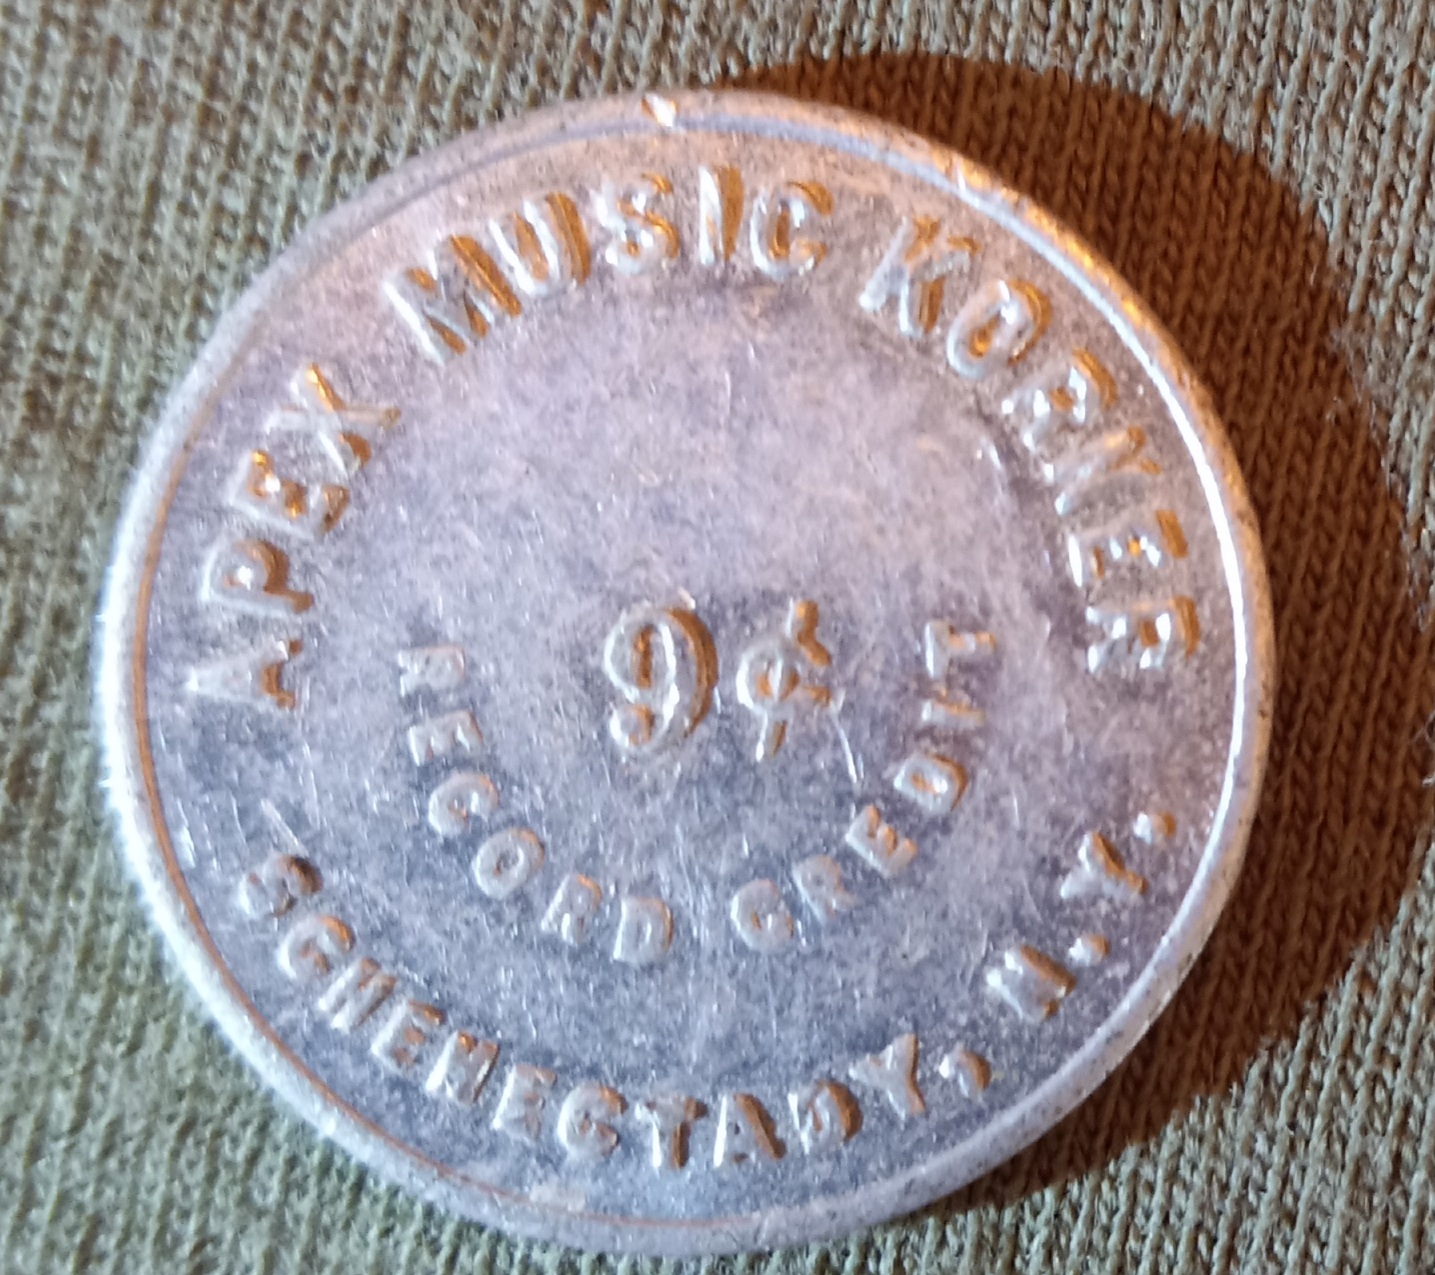 APEX MUSIC KORNER
9¢
RECORD CREDIT
SCHENECTADY, N.Y.